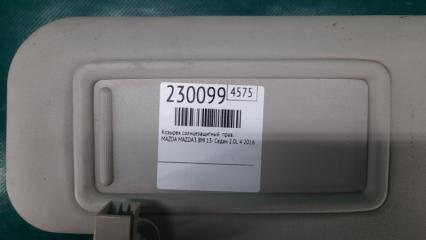 230099 4575
Козырек солнцезащитный прав.
MAZDA MAZDA3 BM 13- Седан 2.0L 4 2016